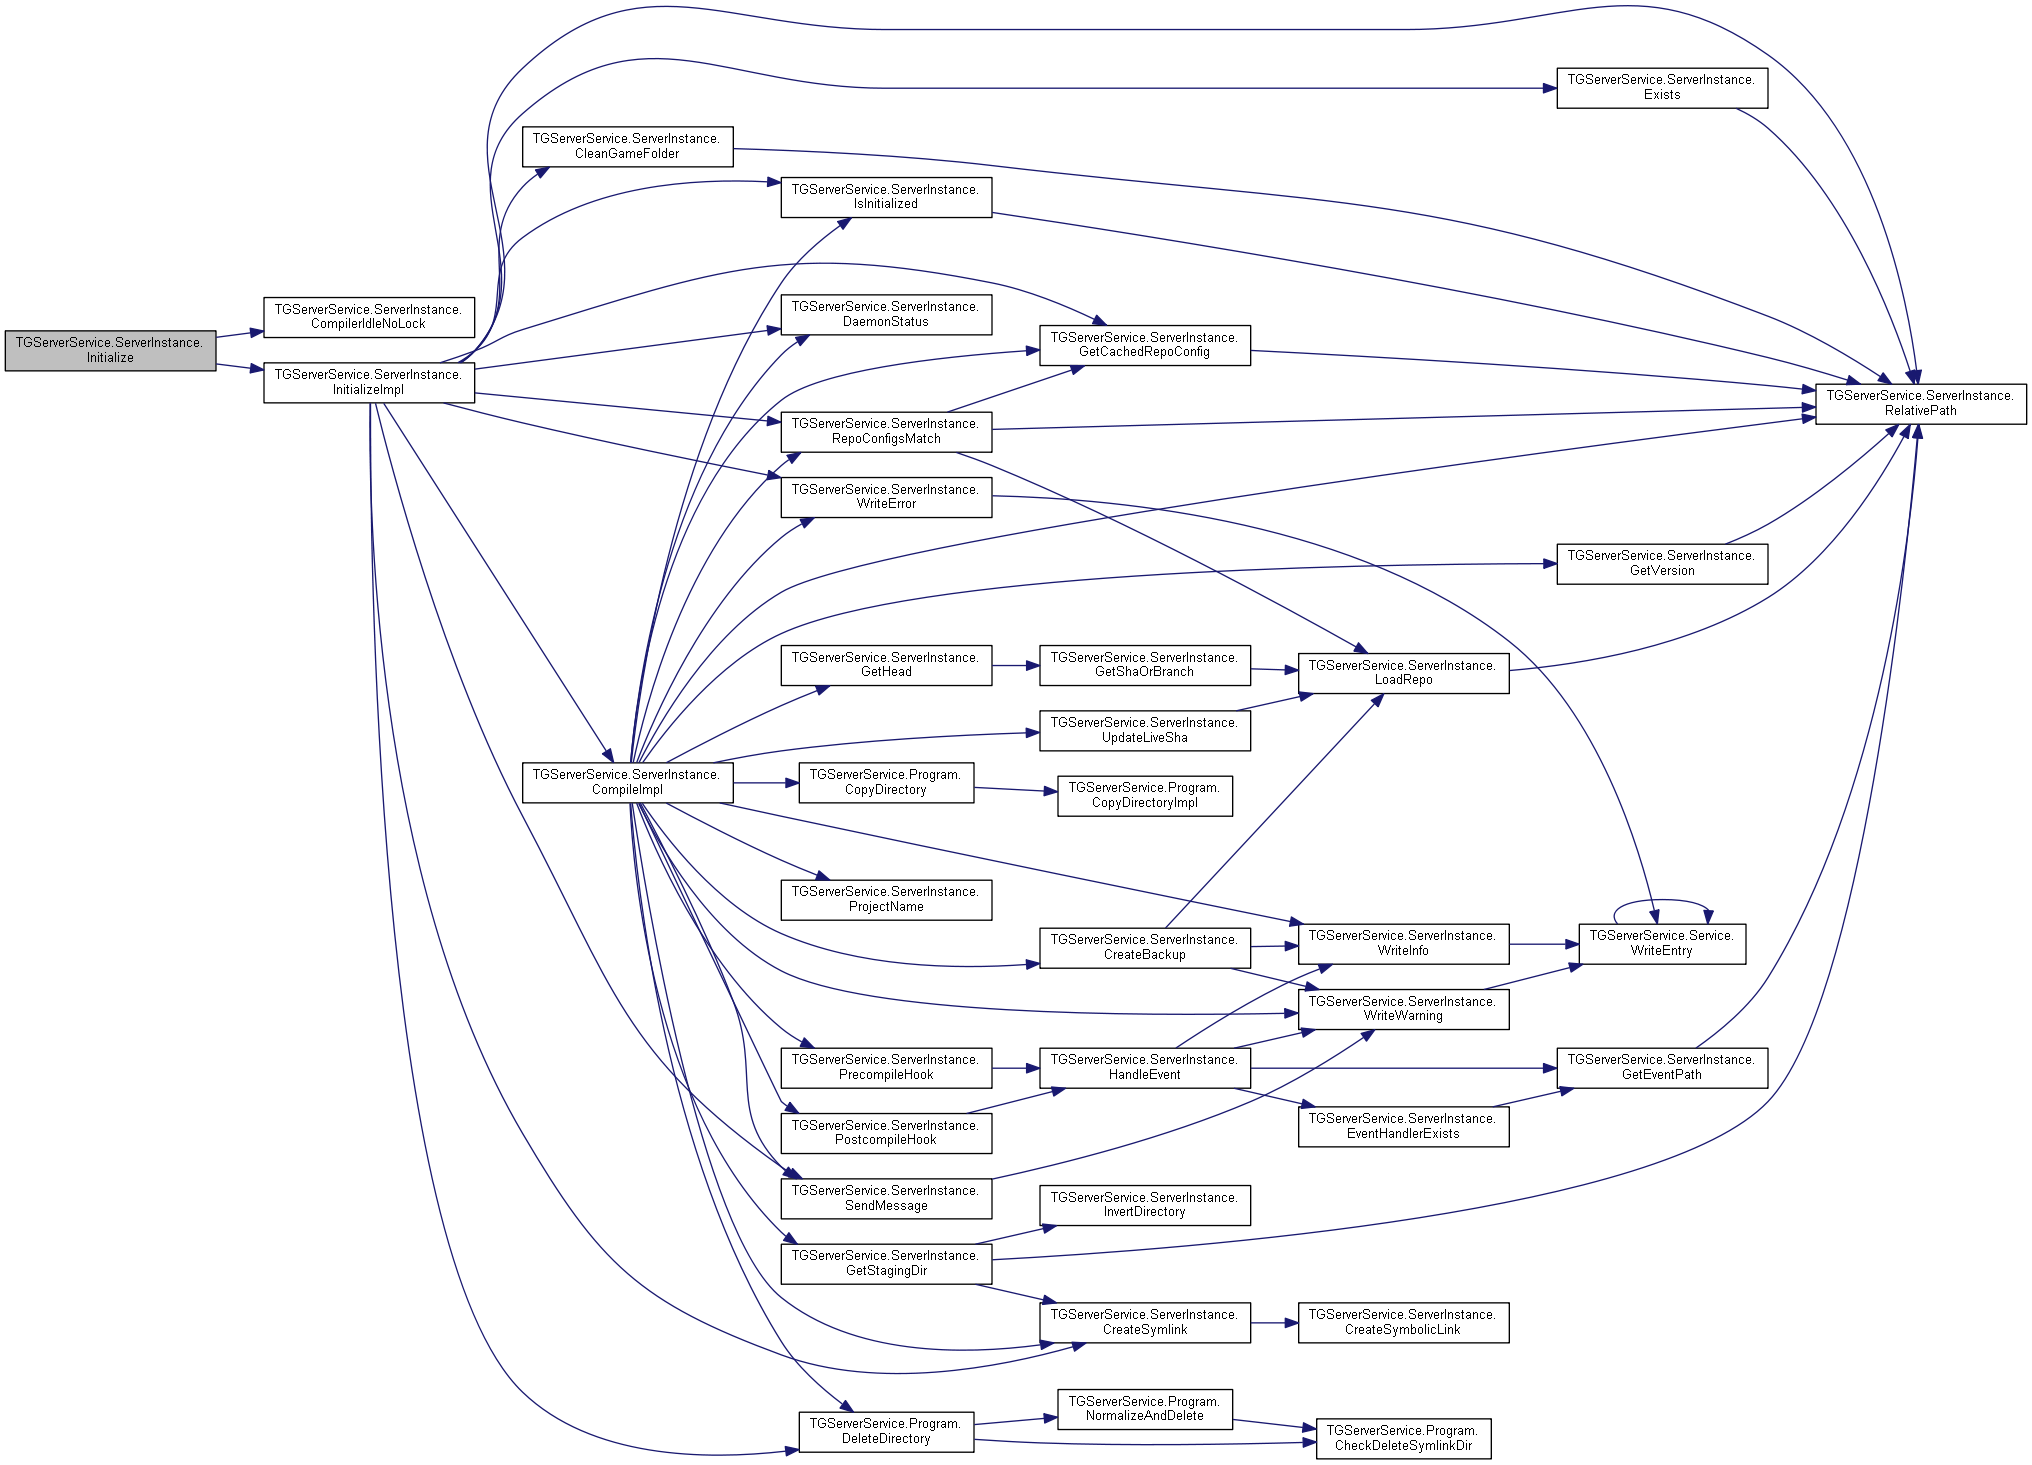 TGServerService.ServerInstance.
Exists
TGServerService.ServerInstance.
CleanGameFolder
TGServerService.ServerInstance.
IsInitialized
TGServerService.ServerInstance.
CompilerIdleNoLock
TGServerService.ServerInstance.
DaemonStatus
TGServerService.ServerInstance.
Initialize
TGServerService.ServerInstance.
GetCachedRepoConfig
TGServerService.ServerInstance.
InitializeImpl
TGServerService.ServerInstance.
RelativePath
TGServerService.ServerInstance.
RepoConfigsMatch
TGServerService.ServerInstance.
WriteError
TGServerService.ServerInstance.
GetVersion
TGServerService.ServerInstance.
GetHead
TGServerService.ServerInstance.
GetShaOrBranch
TGServerService.ServerInstance.
LoadRepo
TGServerService.ServerInstance.
UpdateLiveSha
TGServerService.ServerInstance.
CompileImpl
TGServerService.Program.
CopyDirectory
TGServerService.Program.
CopyDirectoryImpl
TGServerService.ServerInstance.
ProjectName
TGServerService.ServerInstance.
CreateBackup
TGServerService.ServerInstance.
WriteInfo
TGServerService.Service.
WriteEntry
TGServerService.ServerInstance.
WriteWarning
TGServerService.ServerInstance.
PrecompileHook
TGServerService.ServerInstance.
HandleEvent
TGServerService.ServerInstance.
GetEventPath
TGServerService.ServerInstance.
PostcompileHook
TGServerService.ServerInstance.
EventHandlerExists
TGServerService.ServerInstance.
SendMessage
TGServerService.ServerInstance.
InvertDirectory
TGServerService.ServerInstance.
GetStagingDir
TGServerService.ServerInstance.
CreateSymlink
TGServerService.ServerInstance.
CreateSymbolicLink
TGServerService.Program.
DeleteDirectory
TGServerService.Program.
NormalizeAndDelete
TGServerService.Program.
CheckDeleteSymlinkDir